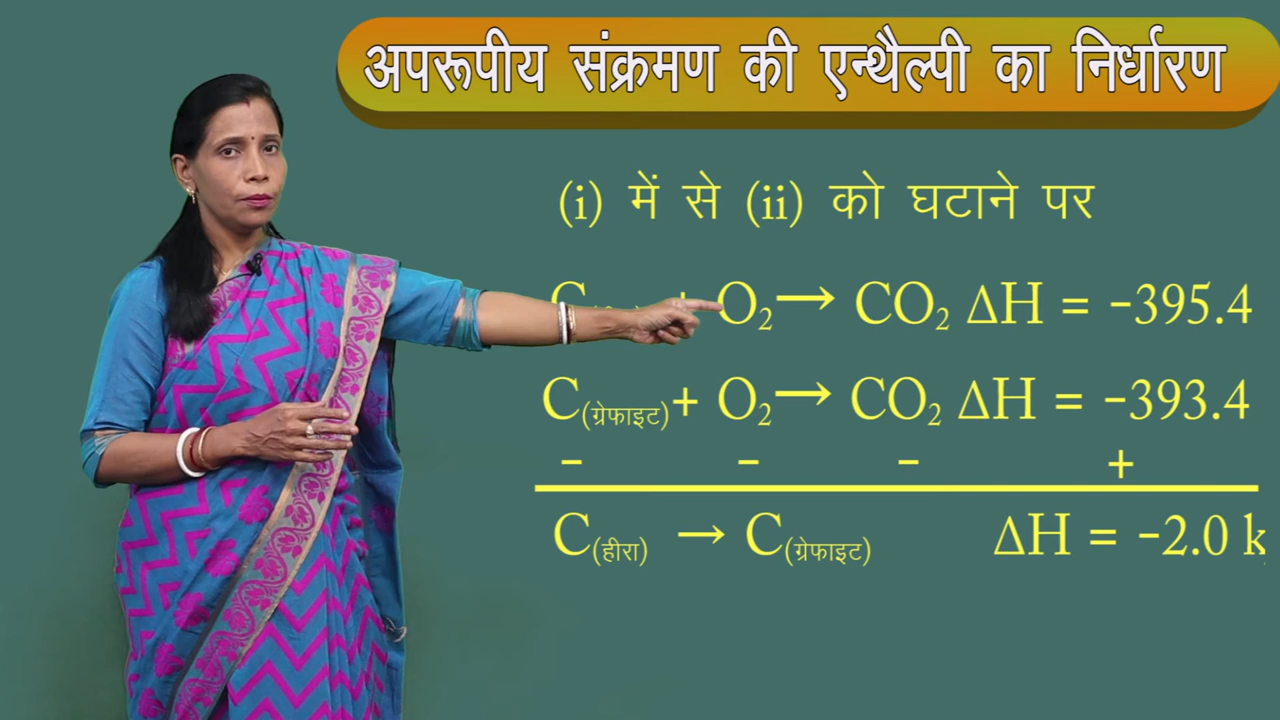 अपरूपीय संक्रमण की एन्थैल्पी का निर्धारण
(i) में से (ii) को घटाने पर
C + O₂ → CO₂ ΔH = -395.4
C(ग्रेफाइट) + O₂ → CO₂ ΔH = -393.4
- - - +
C(हीरा) → C(ग्रेफाइट) ΔH = -2.0 k